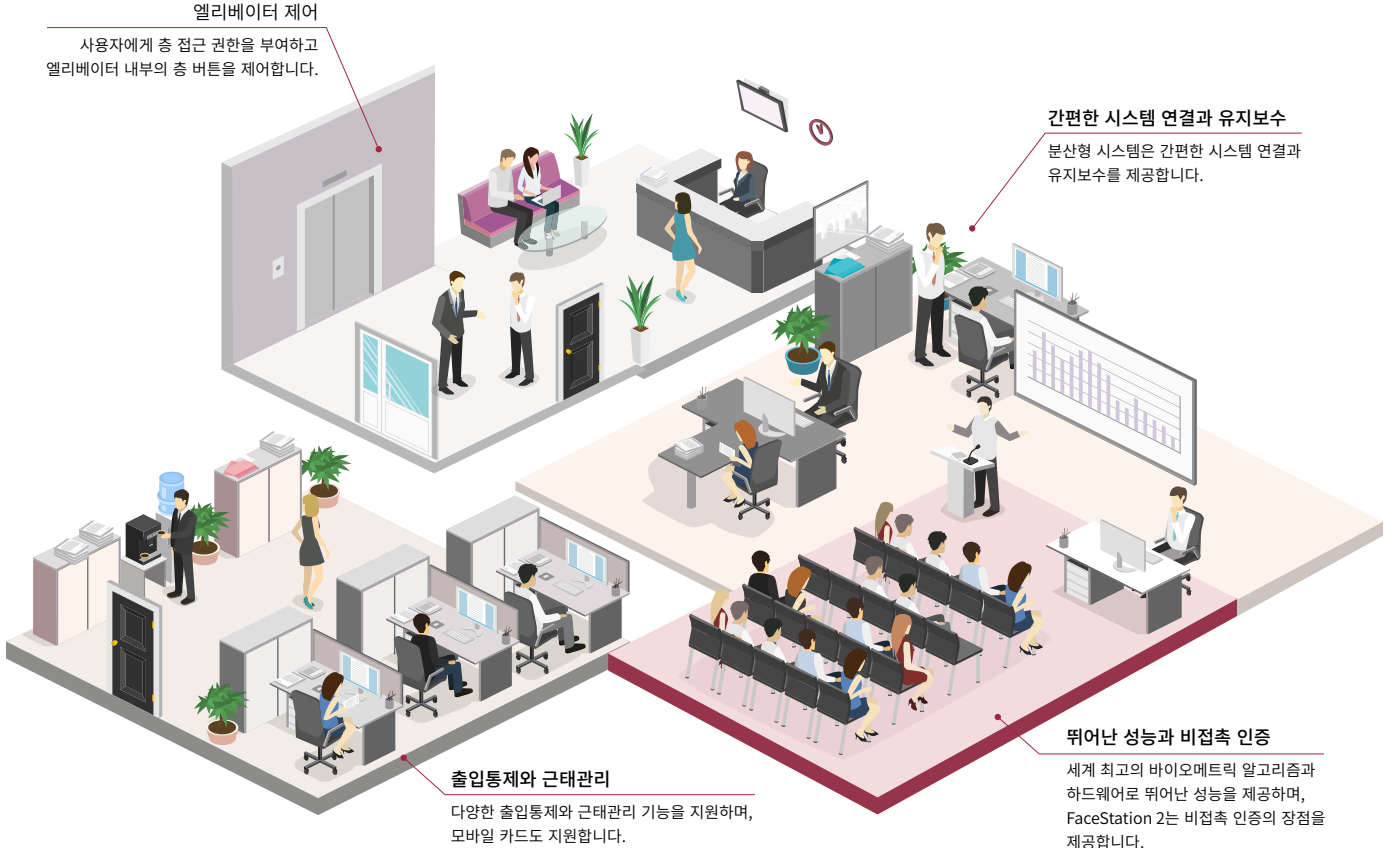 엘리베이터 제어
사용자에게 층 접근 권한을 부여하고
엘리베이터 내부의 층 버튼을 제어합니다.
간편한 시스템 연결과 유지보수
분산형 시스템은 간편한 시스템 연결과
유지보수를 제공합니다.
출입통제와 근태관리
다양한 출입통제와 근태관리 기능을 지원하며,
모바일 카드도 지원합니다.
뛰어난 성능과 비접촉 인증
세계 최고의 바이오메트릭 알고리즘과
하드웨어로 뛰어난 성능을 제공하며,
FaceStation 2는 비접촉 인증의 장점을
제공합니다.